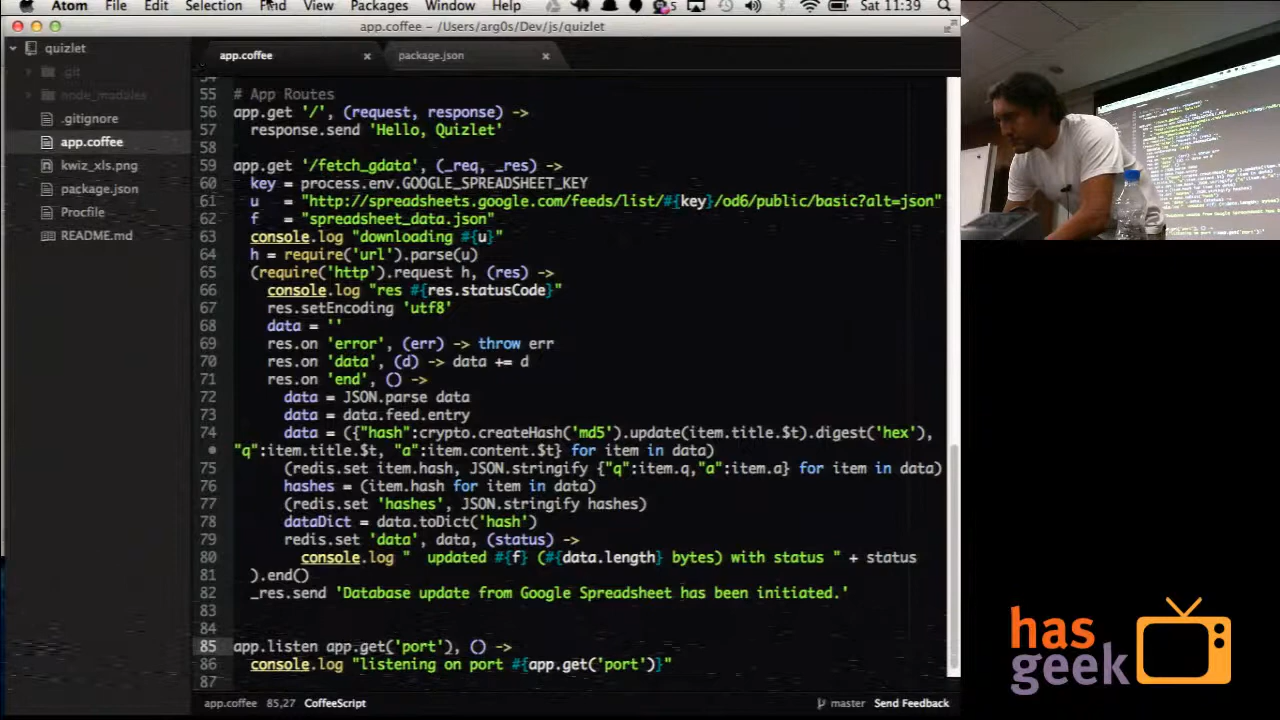 Atom File Edit Selection Find View Packages Window Help 5 Sat 11:39
app.coffee – /Users/arg0s/Dev/js/quizlet
quizlet
.git
node_modules
.gitignore
app.coffee
kwiz_xls.png
package.json
Procfile
README.md
app.coffee package.json
54
55 # App Routes
56 app.get '/', (request, response) ->
57 response.send 'Hello, Quizlet'
58
59 app.get '/fetch_gdata', (_req, _res) ->
60 key = process.env.GOOGLE_SPREADSHEET_KEY
61 u = "http://spreadsheets.google.com/feeds/list/#{key}/od6/public/basic?alt=json"
62 f = "spreadsheet_data.json"
63 console.log "downloading #{u}"
64 h = require('url').parse(u)
65 (require('http').request h, (res) ->
66 console.log "res #{res.statusCode}"
67 res.setEncoding 'utf8'
68 data = ''
69 res.on 'error', (err) -> throw err
70 res.on 'data', (d) -> data += d
71 res.on 'end', () ->
72 data = JSON.parse data
73 data = data.feed.entry
74 data = ({"hash":crypto.createHash('md5').update(item.title.$t).digest('hex'),
• "q":item.title.$t, "a":item.content.$t} for item in data)
75 (redis.set item.hash, JSON.stringify {"q":item.q,"a":item.a} for item in data)
76 hashes = (item.hash for item in data)
77 (redis.set 'hashes', JSON.stringify hashes)
78 dataDict = data.toDict('hash')
79 redis.set 'data', data, (status) ->
80 console.log "  updated #{f} (#{data.length} bytes) with status " + status
81 ).end()
82 _res.send 'Database update from Google Spreadsheet has been initiated.'
83
84
85 app.listen app.get('port'), () ->
86 console.log "listening on port #{app.get('port')}"
87
app.coffee 85,27 CoffeeScript master Send Feedback
has
geek